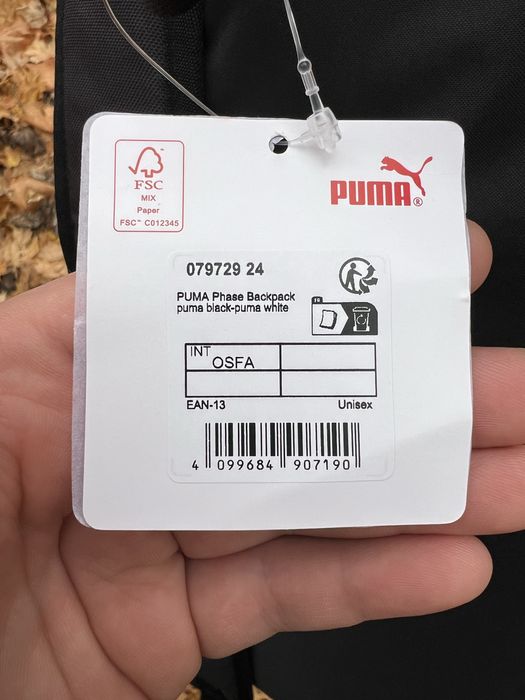 FSC
MIX
Paper
FSC™ C012345
PUMA®
079729 24
PUMA Phase Backpack
puma black-puma white
FR
INT
OSFA
EAN-13
Unisex
4 099684 907190